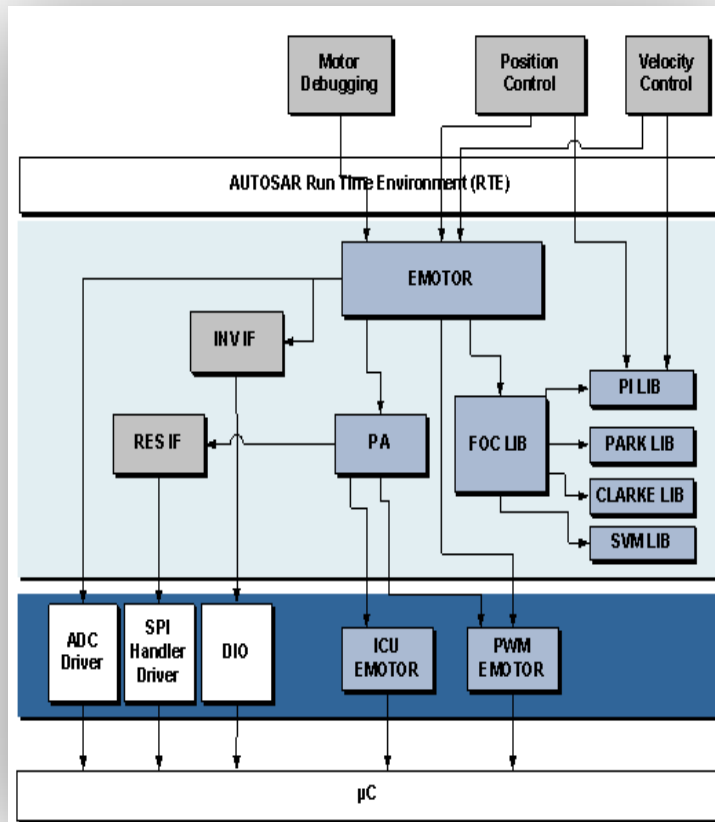 Motor
Debugging
Position
Control
Velocity
Control
AUTOSAR Run Time Environment (RTE)
EMOTOR
INV IF
RES IF
PA
FOC LIB
PI LIB
PARK LIB
CLARKE LIB
SVM LIB
ADC
Driver
SPI
Handler
Driver
DIO
ICU
EMOTOR
PWM
EMOTOR
µC